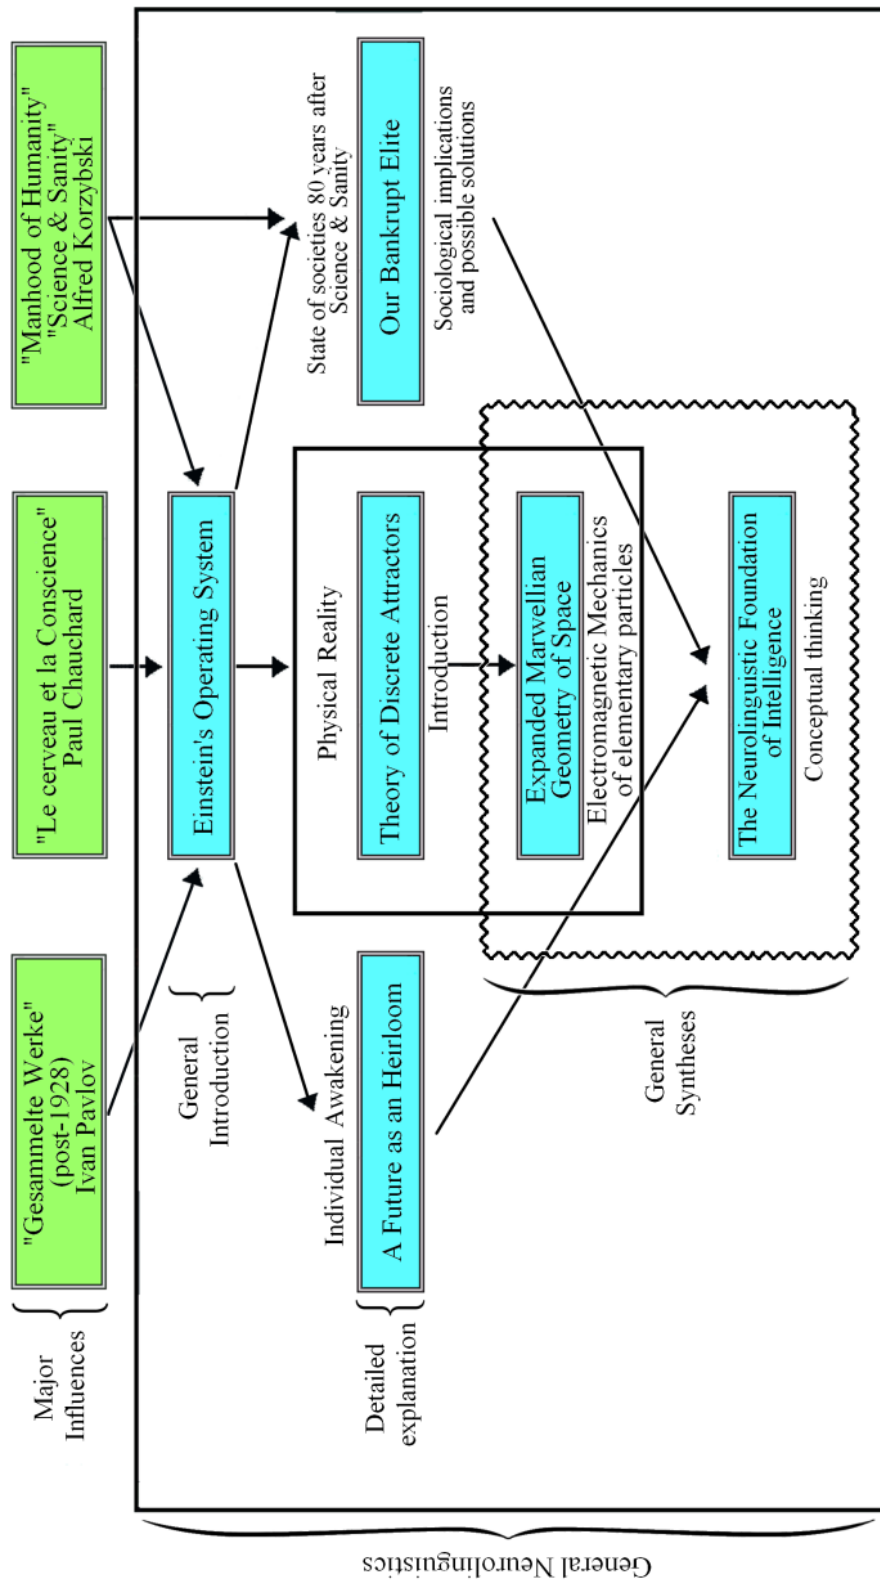 General Neurolinguistics
Major
Influences
"Gesammelte Werke"
(post-1928)
Ivan Pavlov
"Le cerveau et la Conscience"
Paul Chauchard
"Manhood of Humanity"
"Science & Sanity"
Alfred Korzybski
General
Introduction
Einstein's Operating System
Individual Awakening
Physical Reality
State of societies 80 years after
Science & Sanity
Detailed
explanation
A Future as an Heirloom
Theory of Discrete Attractors
Introduction
Our Bankrupt Elite
Sociological implications
and possible solutions
General
Syntheses
Expanded Marwellian
Geometry of Space
Electromagnetic Mechanics
of elementary particles
The Neurolinguistic Foundation
of Intelligence
Conceptual thinking